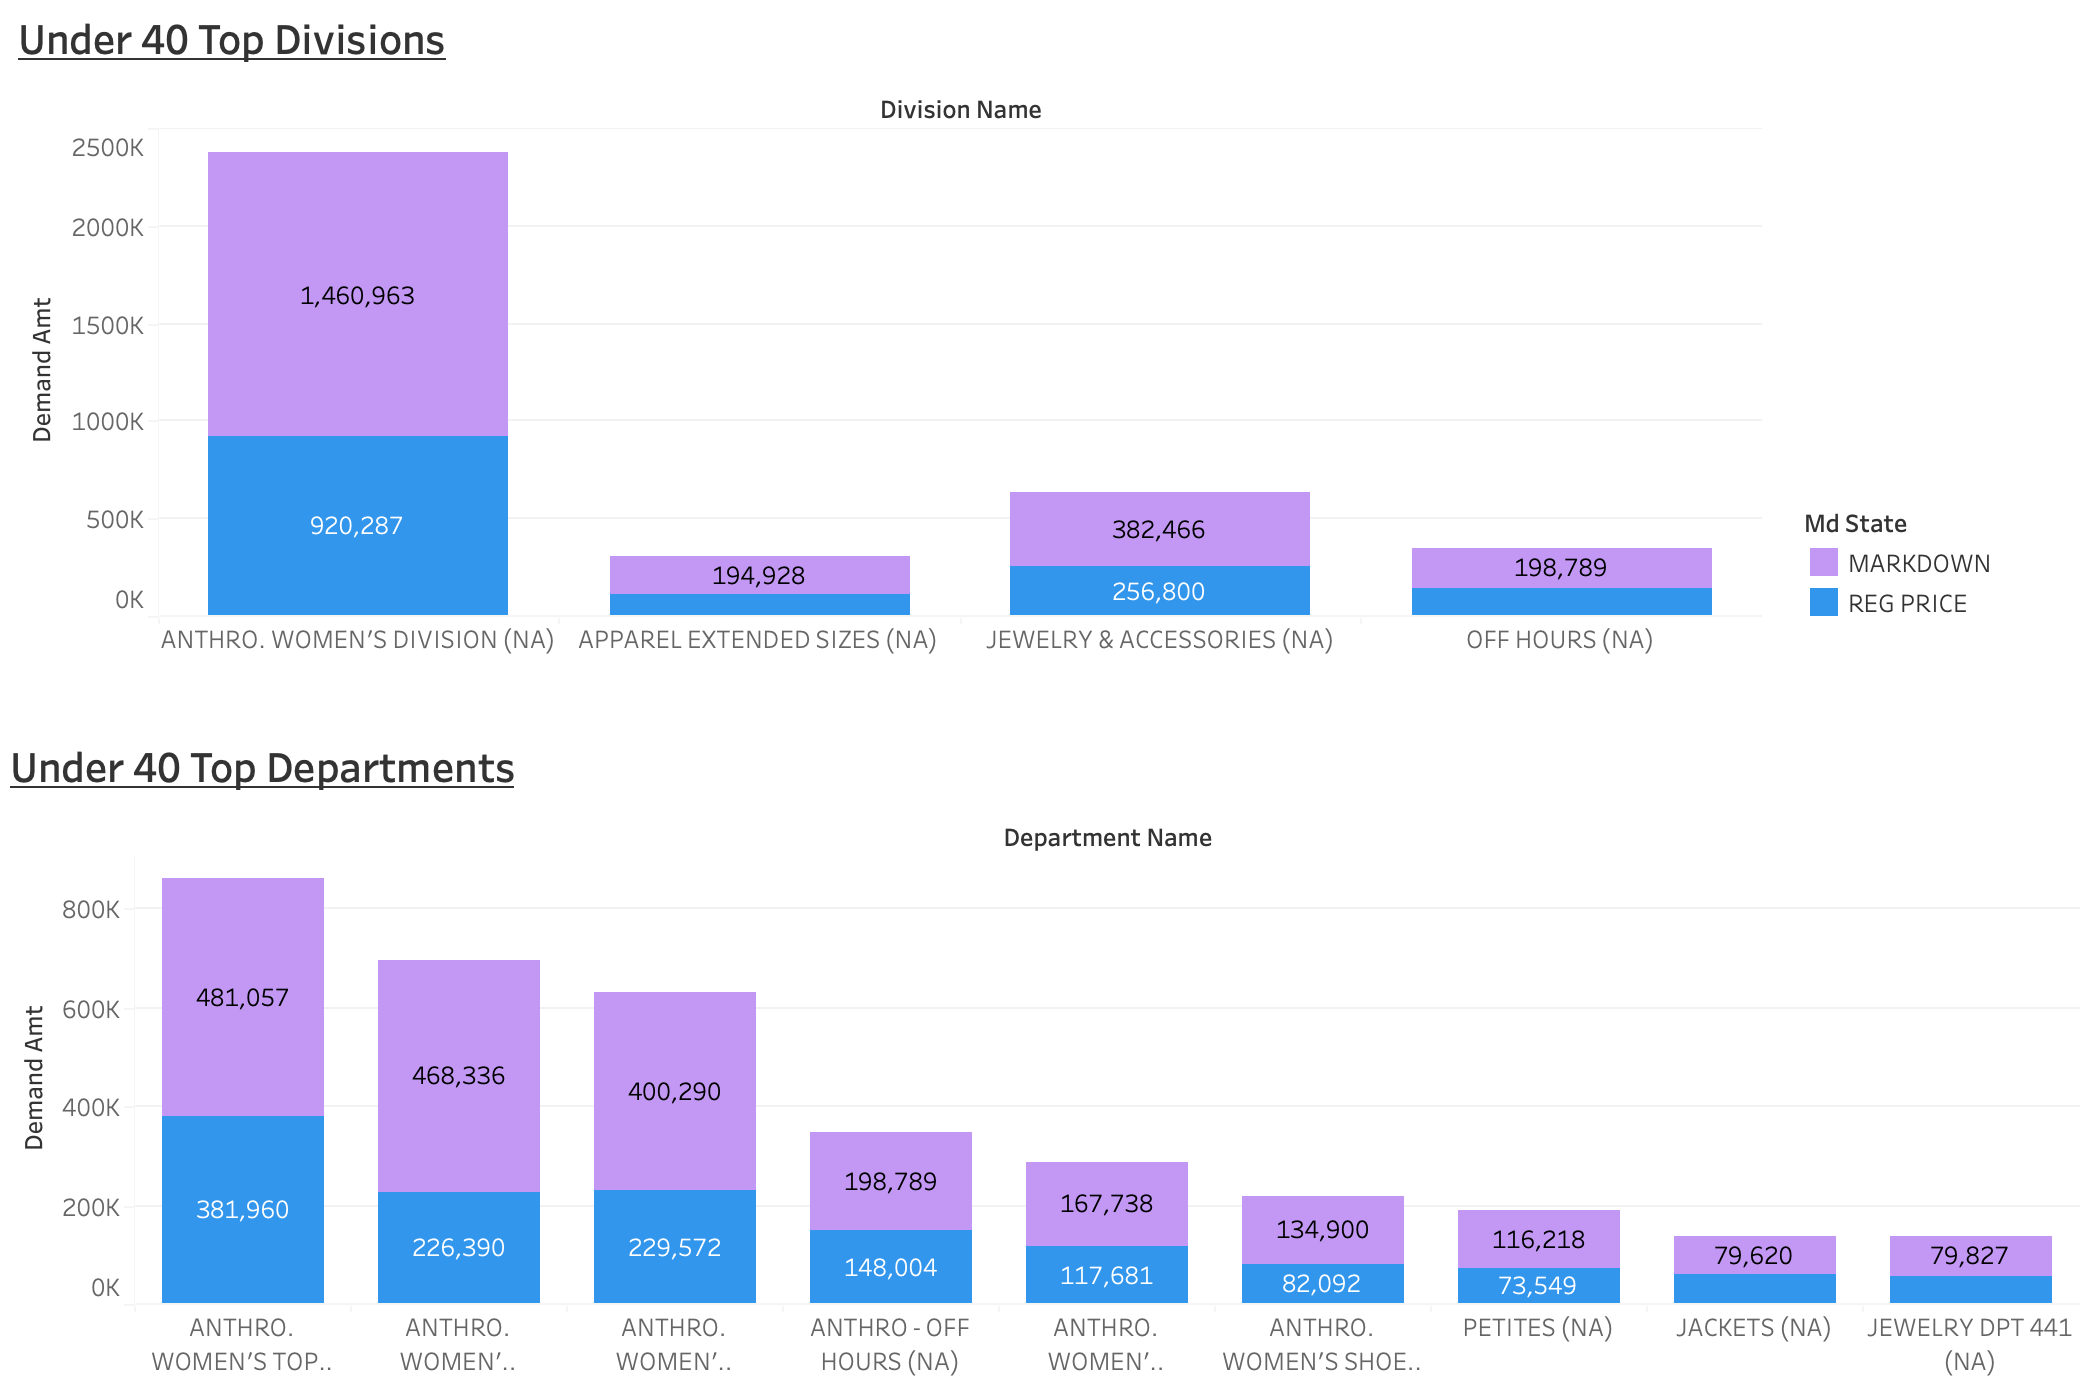 Under 40 Top Divisions
Division Name
2500K
2000K
1500K
1000K
500K
0K
Demand Amt
1,460,963
920,287
194,928
382,466
256,800
198,789
ANTHRO. WOMEN'S DIVISION (NA)
APPAREL EXTENDED SIZES (NA)
JEWELRY & ACCESSORIES (NA)
OFF HOURS (NA)
Md State
MARKDOWN
REG PRICE
Under 40 Top Departments
Department Name
800K
600K
400K
200K
0K
Demand Amt
481,057
381,960
468,336
226,390
400,290
229,572
198,789
148,004
167,738
117,681
134,900
82,092
116,218
73,549
79,620
79,827
ANTHRO.
WOMEN'S TOP..
ANTHRO.
WOMEN'..
ANTHRO.
WOMEN'..
ANTHRO - OFF
HOURS (NA)
ANTHRO.
WOMEN'..
ANTHRO.
WOMEN'S SHOE..
PETITES (NA)
JACKETS (NA)
JEWELRY DPT 441
(NA)